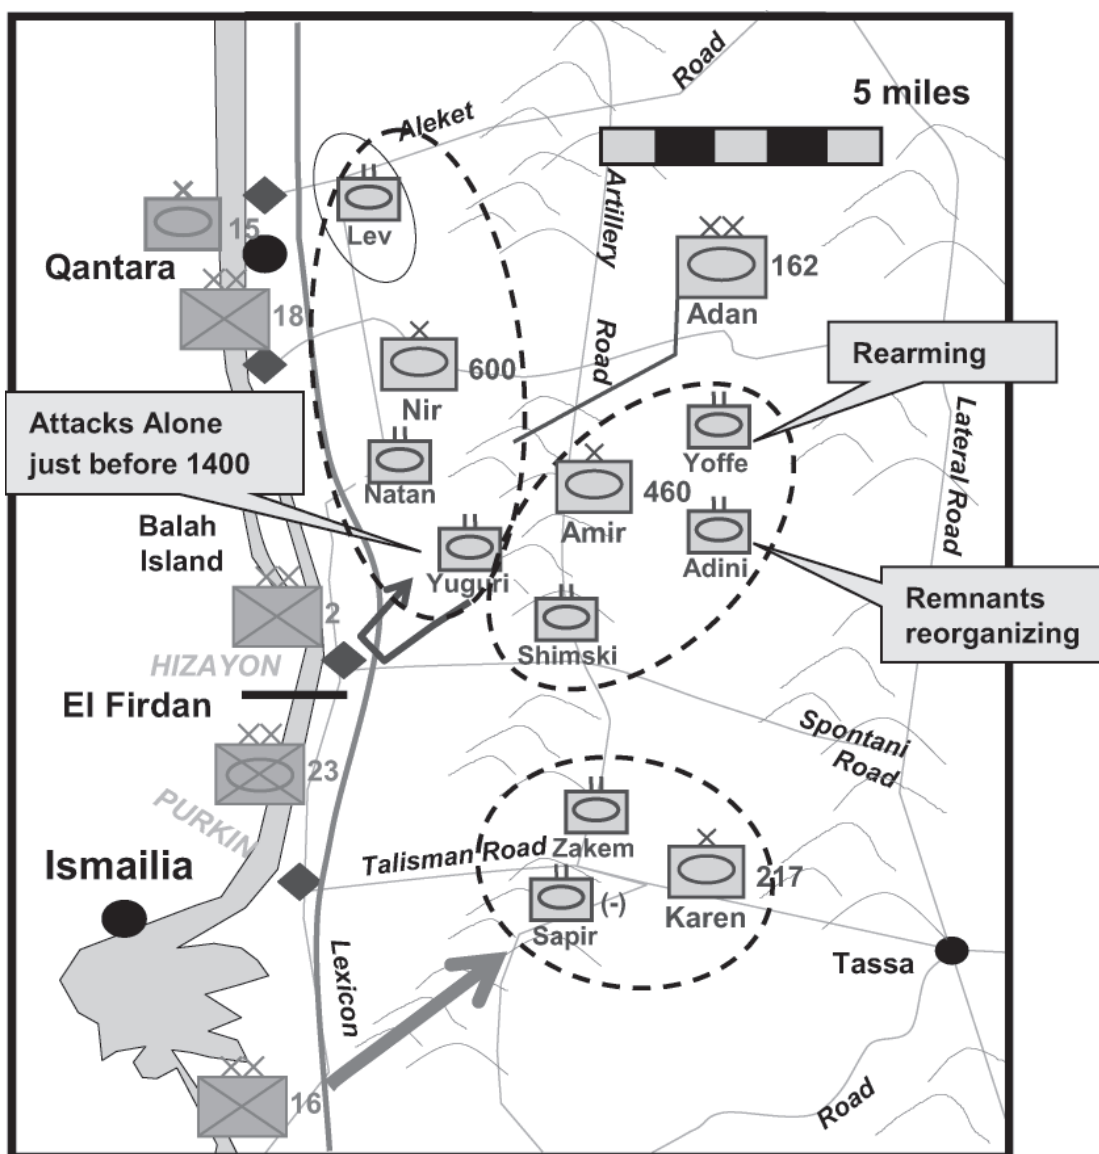 Road
5 miles
Aleket
Artillery
Lev
15
Qantara
162
Adan
18
Road
Rearming
600
Nir
Attacks Alone
just before 1400
Lateral Road
Yoffe
Natan
460
Amir
Balah
Island
Adini
Yuguri
Remnants
reorganizing
2
Shimski
HIZAYON
El Firdan
Spontani
Road
23
PURKIN
Talisman Road
Zakem
Ismailia
217
(-)
Karen
Sapir
Lexicon
Tassa
16
Road